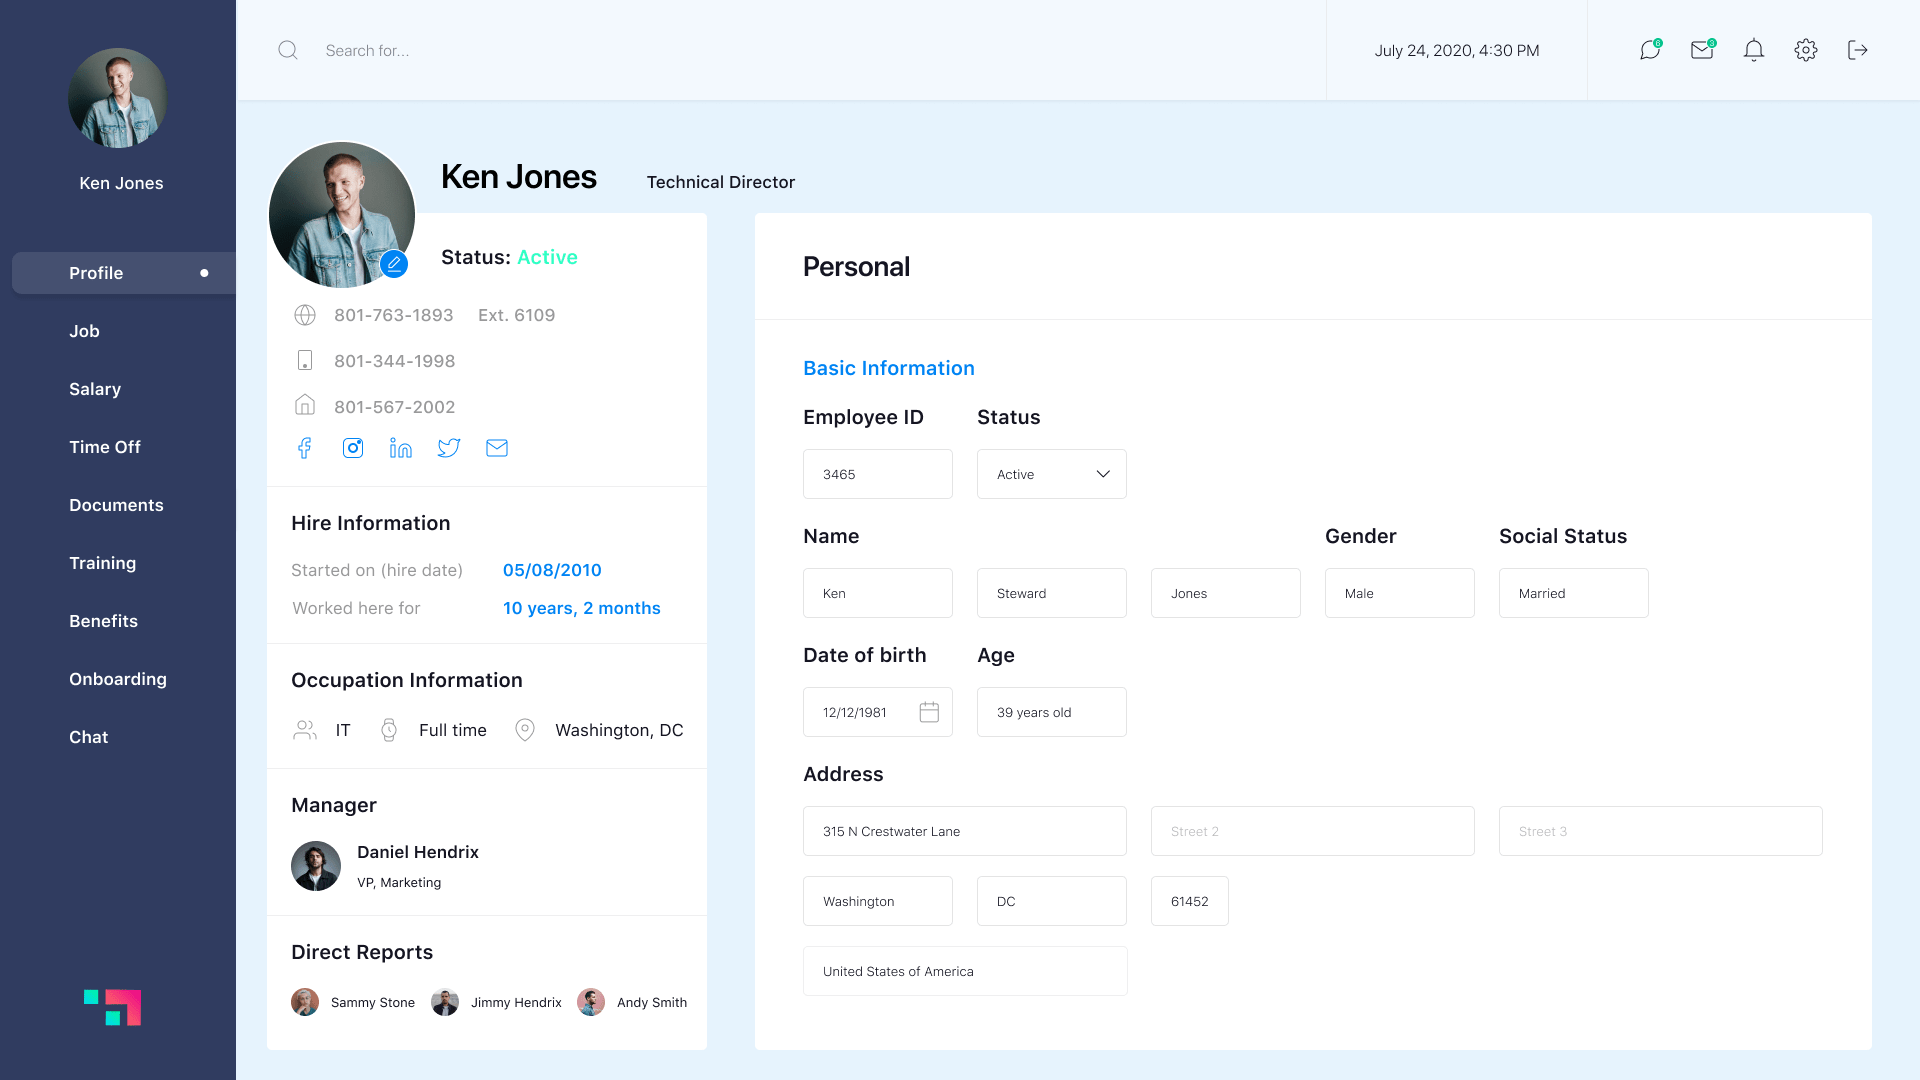 Ken Jones
Profile
Job
Salary
Time Off
Documents
Training
Benefits
Onboarding
Chat
Search for...
July 24, 2020, 4:30 PM
6
3
Ken Jones
Technical Director
Status: Active
801-763-1893 Ext. 6109
801-344-1998
801-567-2002
Hire Information
Started on (hire date) 05/08/2010
Worked here for 10 years, 2 months
Occupation Information
IT Full time Washington, DC
Manager
Daniel Hendrix
VP, Marketing
Direct Reports
Sammy Stone Jimmy Hendrix Andy Smith
Personal
Basic Information
Employee ID Status
3465 Active
Name Gender Social Status
Ken Steward Jones Male Married
Date of birth Age
12/12/1981 39 years old
Address
315 N Crestwater Lane Street 2 Street 3
Washington DC 61452
United States of America